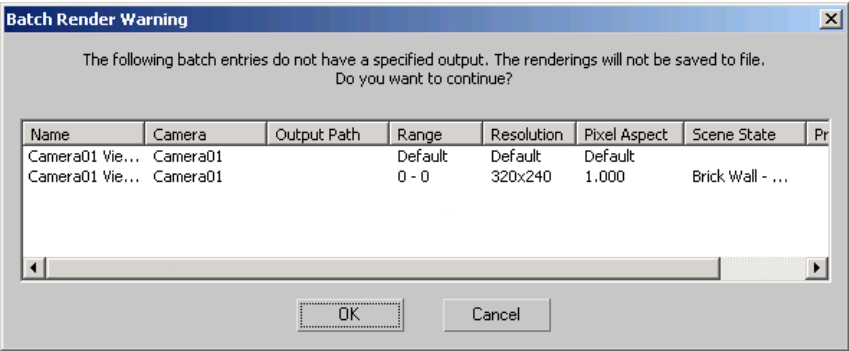 Batch Render Warning
The following batch entries do not have a specified output. The renderings will not be saved to file.
Do you want to continue?
Name Camera Output Path Range Resolution Pixel Aspect Scene State Pr
Camera01 Vie... Camera01 Default Default Default
Camera01 Vie... Camera01 0 - 0 320x240 1.000 Brick Wall - ...
OK Cancel